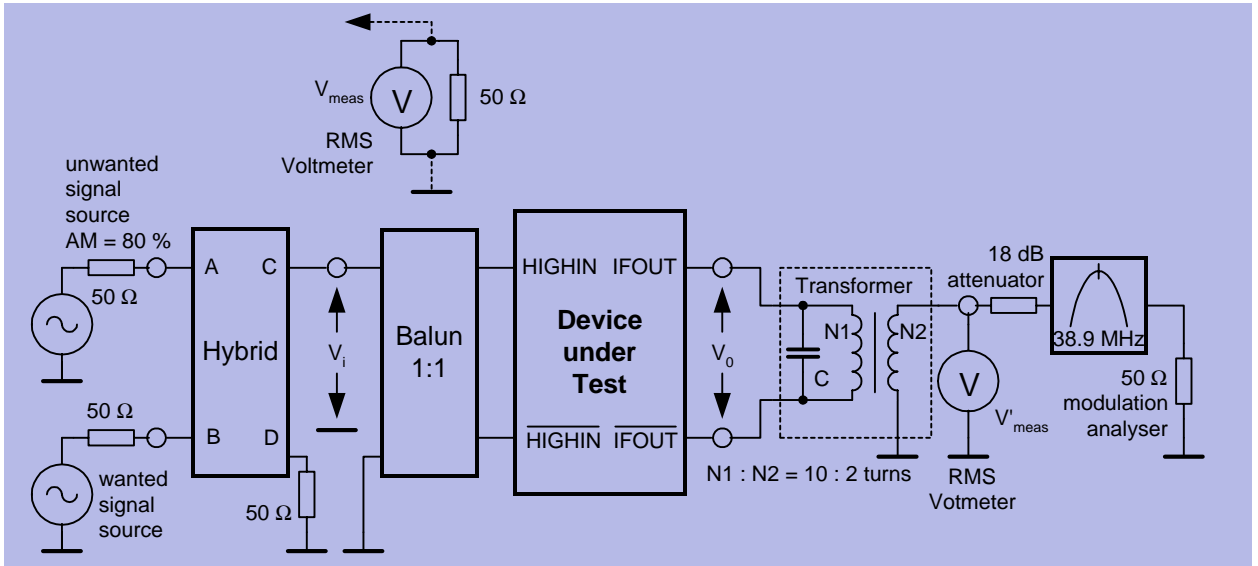 V meas
V
50 Ω
RMS
Voltmeter
unwanted
signal
source
AM = 80 %
50 Ω
A
C
Hybrid
B
D
50 Ω
wanted
signal
source
50 Ω
Vi
Balun
1:1
HIGHIN IFOUT
Device
under
Test
HIGHIN IFOUT
V0
Transformer
N1
N2
C
N1 : N2 = 10 : 2 turns
18 dB
attenuator
38.9 MHz
V
V'meas
RMS
Votmeter
50 Ω
modulation
analyser